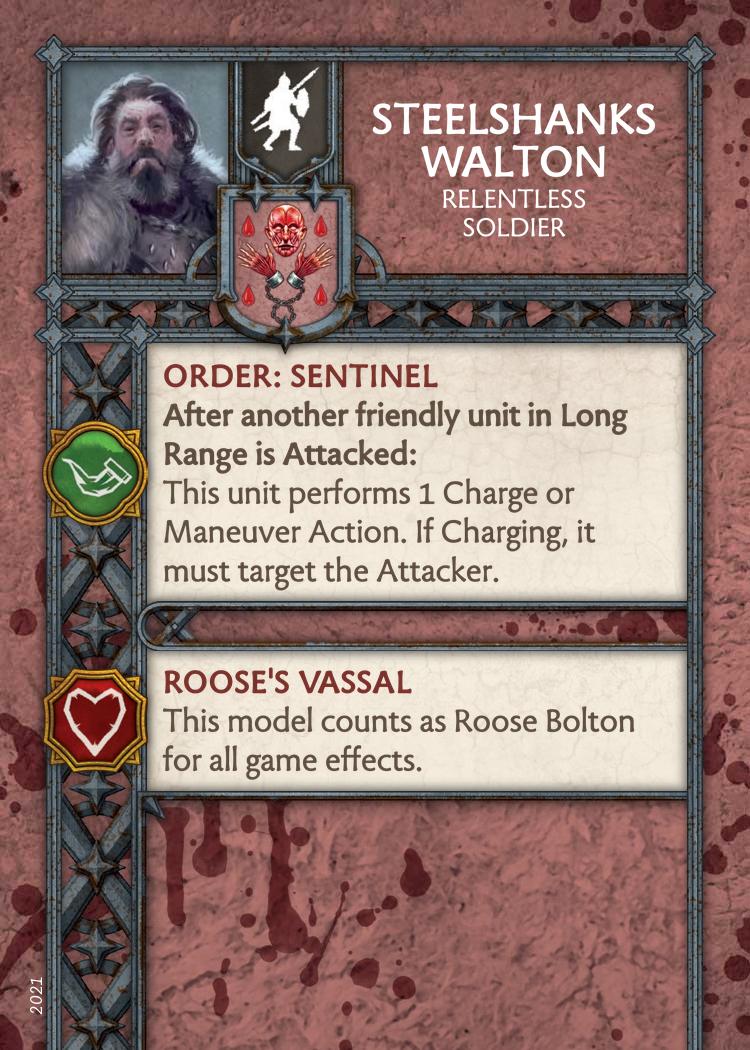 STEELSHANKS
WALTON
RELENTLESS
SOLDIER
ORDER: SENTINEL
After another friendly unit in Long
Range is Attacked:
This unit performs 1 Charge or
Maneuver Action. If Charging, it
must target the Attacker.
ROOSE'S VASSAL
This model counts as Roose Bolton
for all game effects.
2021